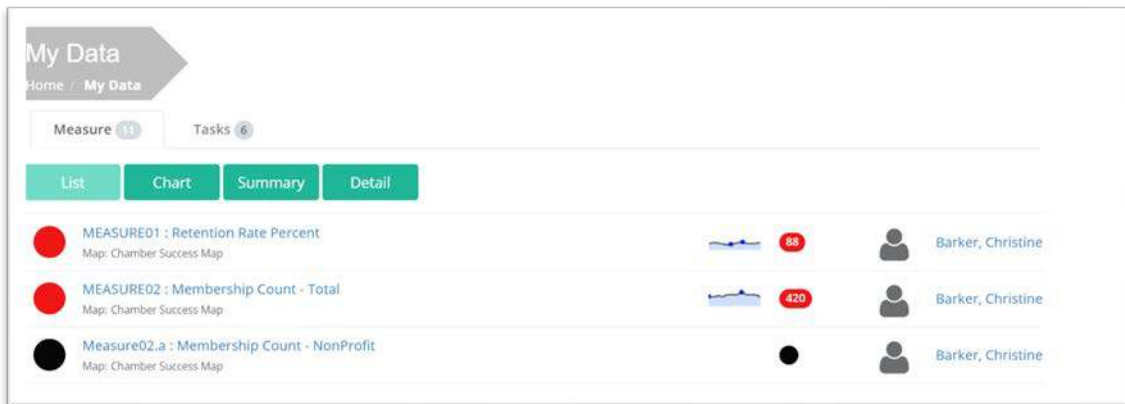 My Data
Home / My Data
Measure 11 Tasks 6
List Chart Summary Detail
MEASURE01 : Retention Rate Percent
Map: Chamber Success Map
88 Barker, Christine
MEASURE02 : Membership Count - Total
Map: Chamber Success Map
420 Barker, Christine
Measure02.a : Membership Count - NonProfit
Map: Chamber Success Map
Barker, Christine